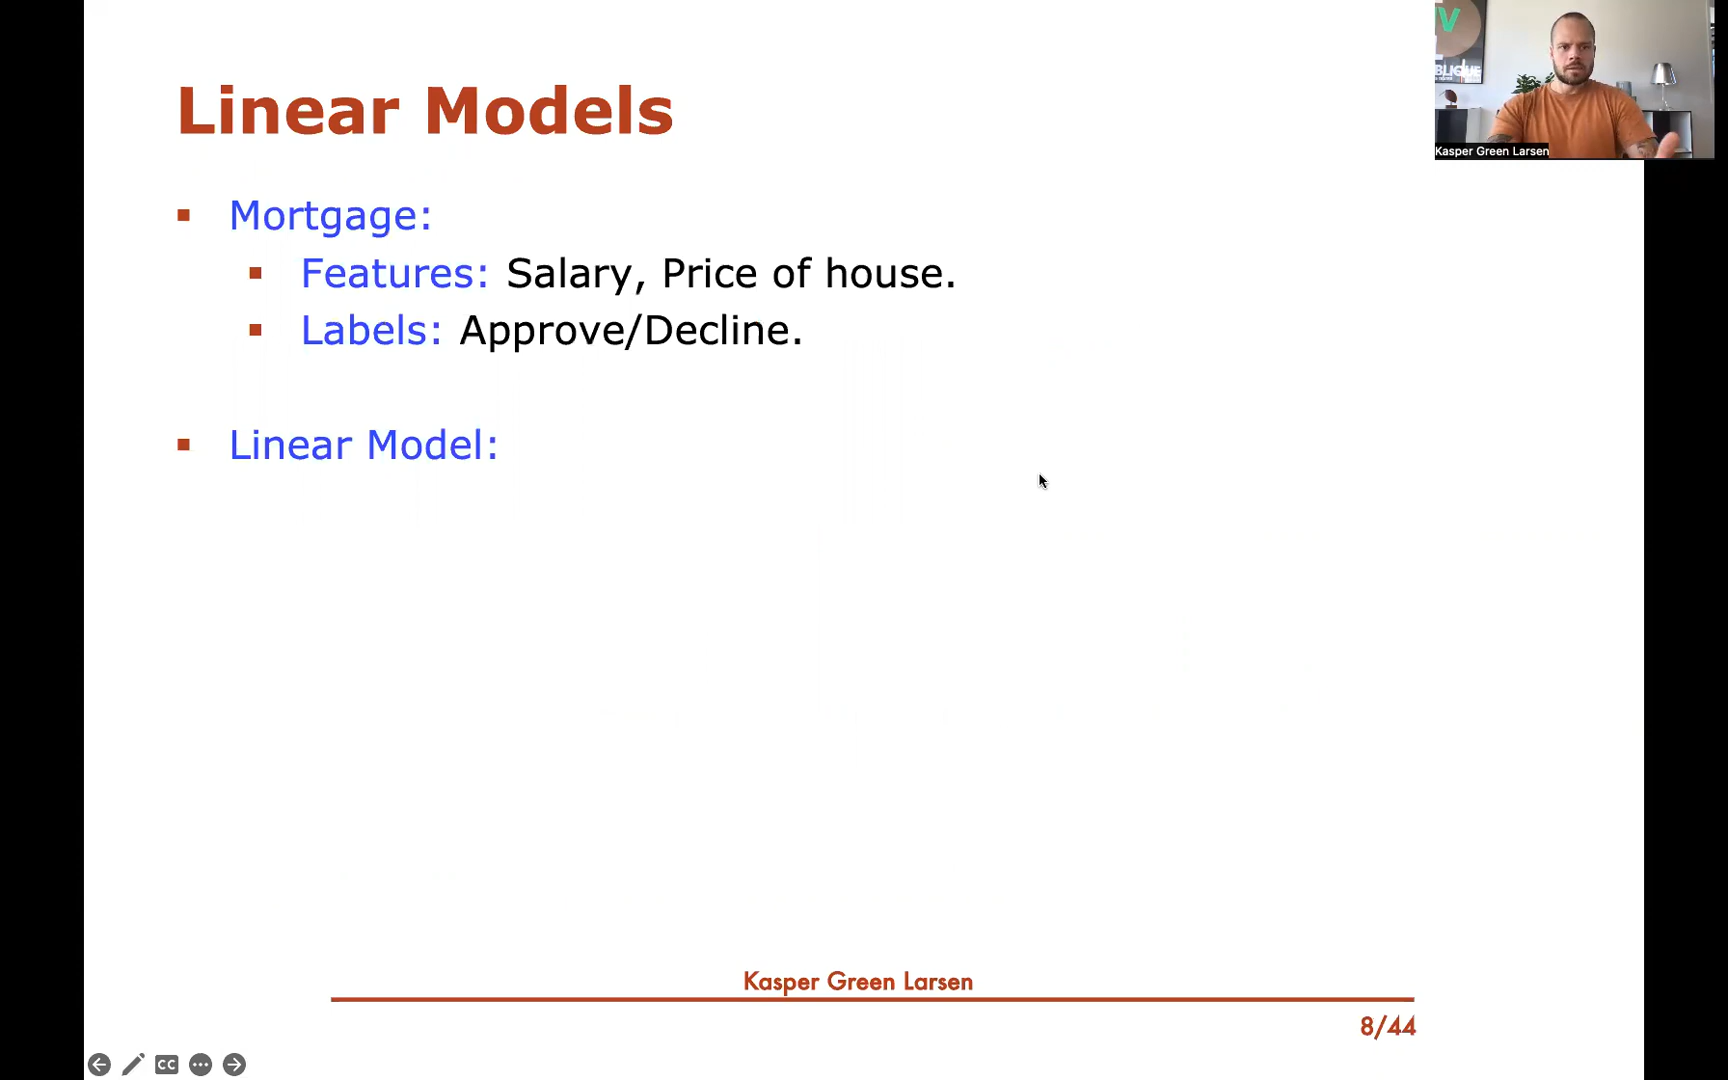 Linear Models
Mortgage:
Features: Salary, Price of house.
Labels: Approve/Decline.
Linear Model:
Kasper Green Larsen
Kasper Green Larsen
8/44
CC